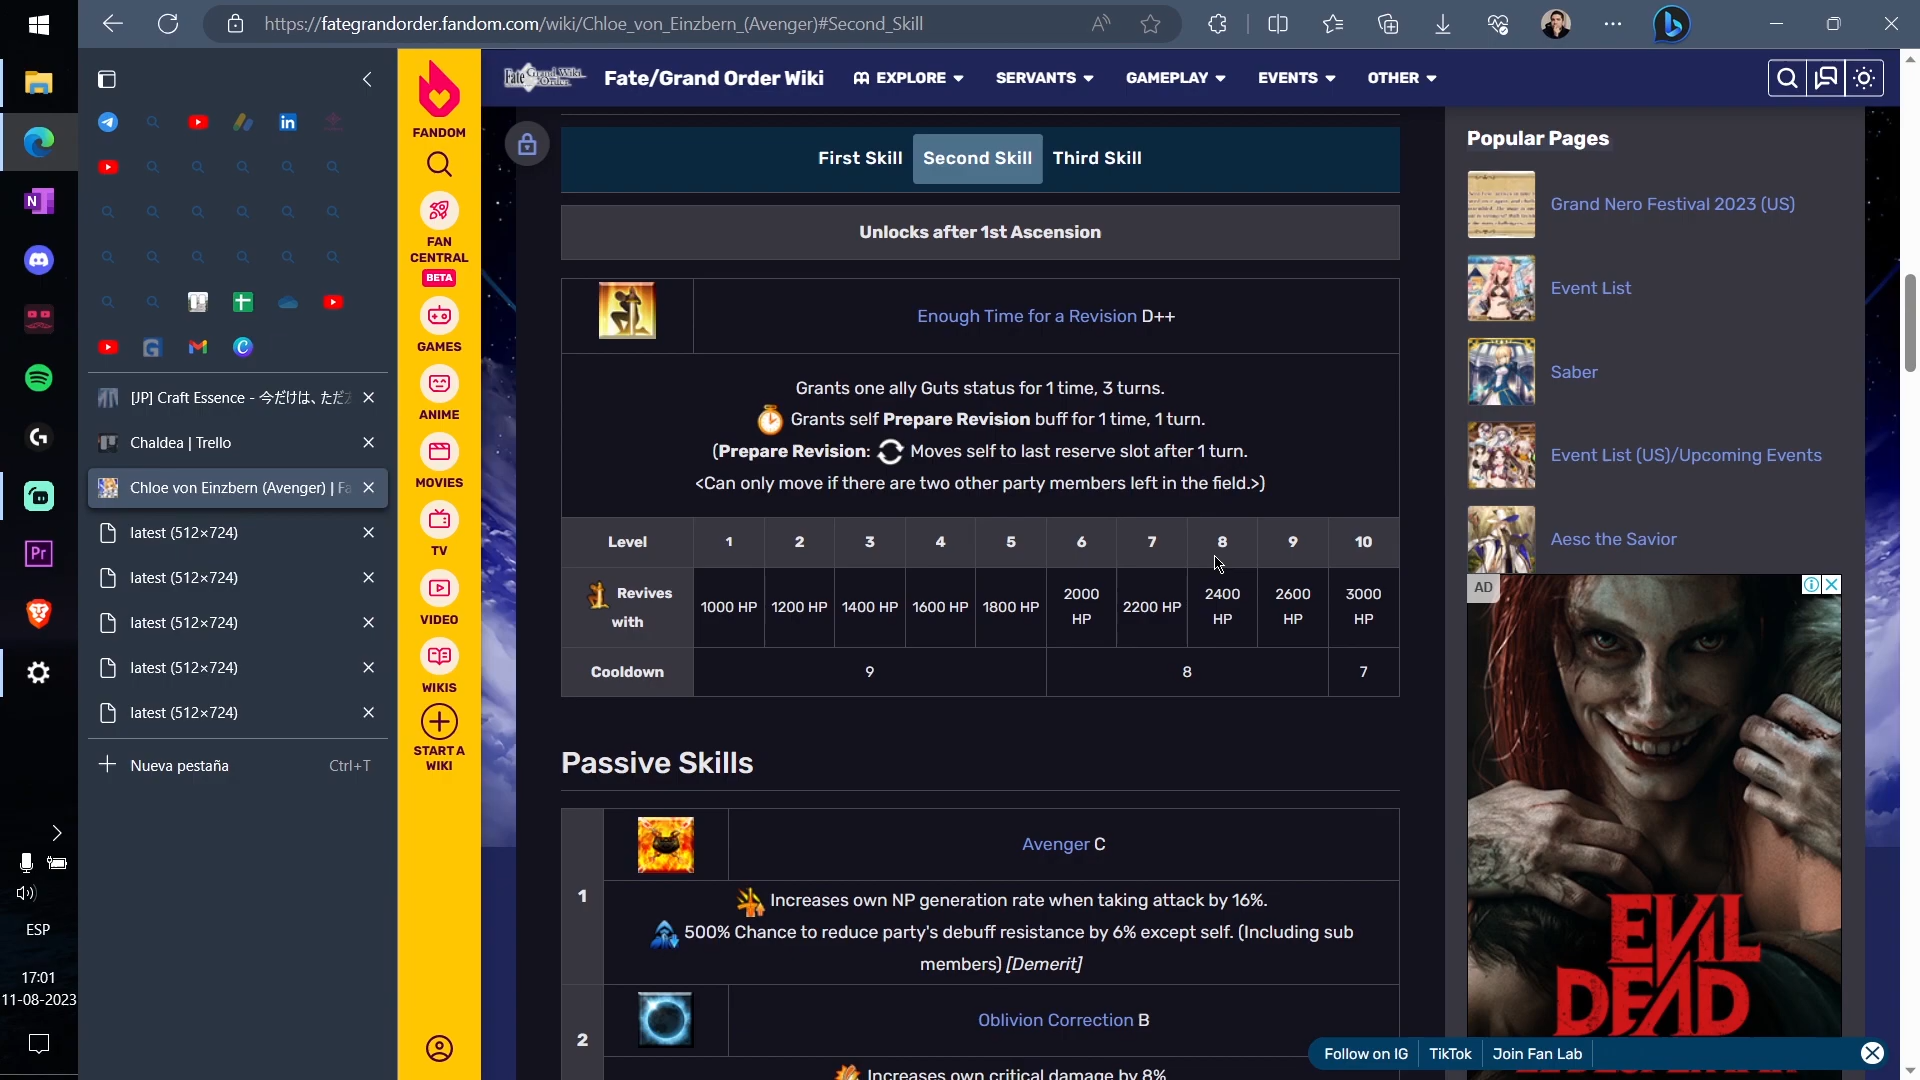 https://fategrandorder.fandom.com/wiki/Chloe_von_Einzbern_(Avenger)#Second_Skill
[JP] Craft Essence - 今だけは、ただ
Chaldea | Trello
Chloe von Einzbern (Avenger) | Fa
latest (512×724)
latest (512×724)
latest (512×724)
latest (512×724)
latest (512×724)
Nueva pestaña Ctrl+T
ESP
17:01
11-08-2023
FANDOM
FAN CENTRAL
BETA
GAMES
ANIME
MOVIES
TV
VIDEO
WIKIS
START A WIKI
Fate/Grand Order Wiki EXPLORE SERVANTS GAMEPLAY EVENTS OTHER
First Skill Second Skill Third Skill
Unlocks after 1st Ascension
Enough Time for a Revision D++
Grants one ally Guts status for 1 time, 3 turns.
Grants self Prepare Revision buff for 1 time, 1 turn.
(Prepare Revision: Moves self to last reserve slot after 1 turn.
<Can only move if there are two other party members left in the field.>)
Level 1 2 3 4 5 6 7 8 9 10
Revives with 1000 HP 1200 HP 1400 HP 1600 HP 1800 HP 2000 HP 2200 HP 2400 HP 2600 HP 3000 HP
Cooldown 9 8 7
Passive Skills
1
Avenger C
Increases own NP generation rate when taking attack by 16%.
500% Chance to reduce party's debuff resistance by 6% except self. (Including sub
members) [Demerit]
2
Oblivion Correction B
Increases own critical damage by 8%
Popular Pages
Grand Nero Festival 2023 (US)
Event List
Saber
Event List (US)/Upcoming Events
Aesc the Savior
AD
EVIL
DEAD
Follow on IG TikTok Join Fan Lab